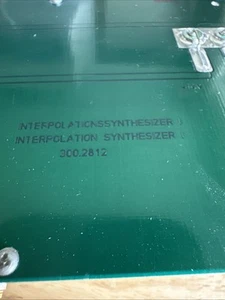 INTERPOLATIONSSYNTHESIZER
INTERPOLATION SYNTHESIZER
300.2812